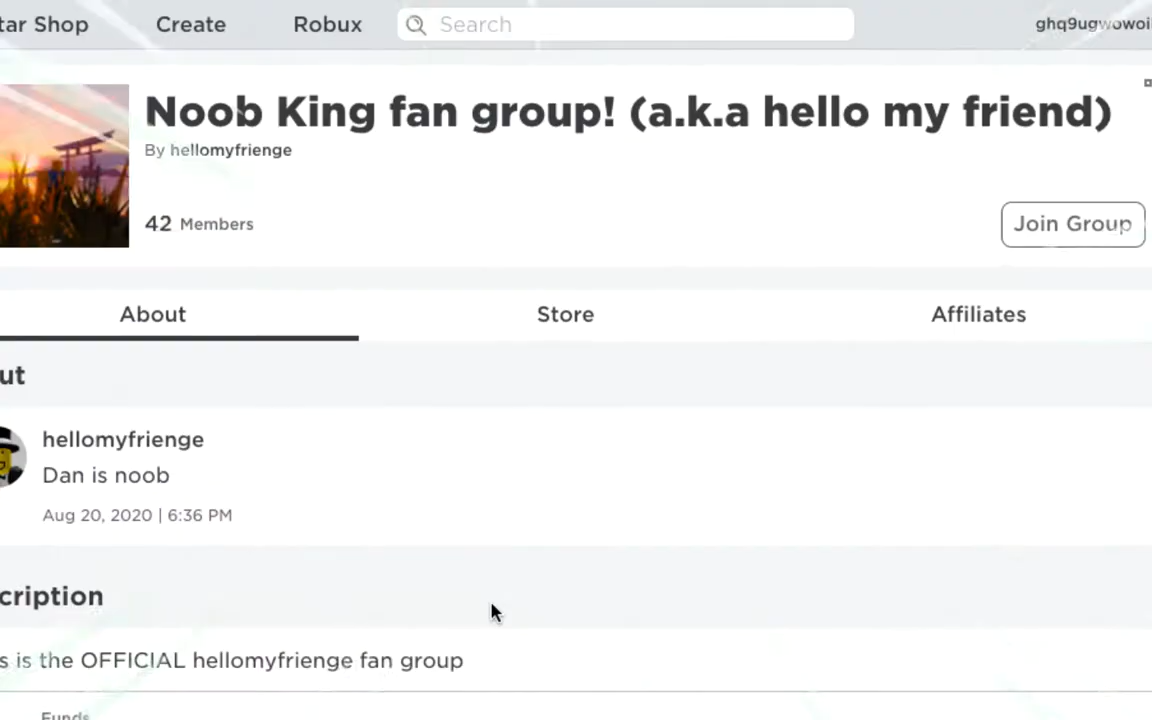 tar Shop Create Robux Search
Noob King fan group! (a.k.a hello my friend)
By hellomyfrienge
42 Members
Join Group
About Store Affiliates
ut
hellomyfrienge
Dan is noob
Aug 20, 2020 | 6:36 PM
cription
s is the OFFICIAL hellomyfrienge fan group
Funds